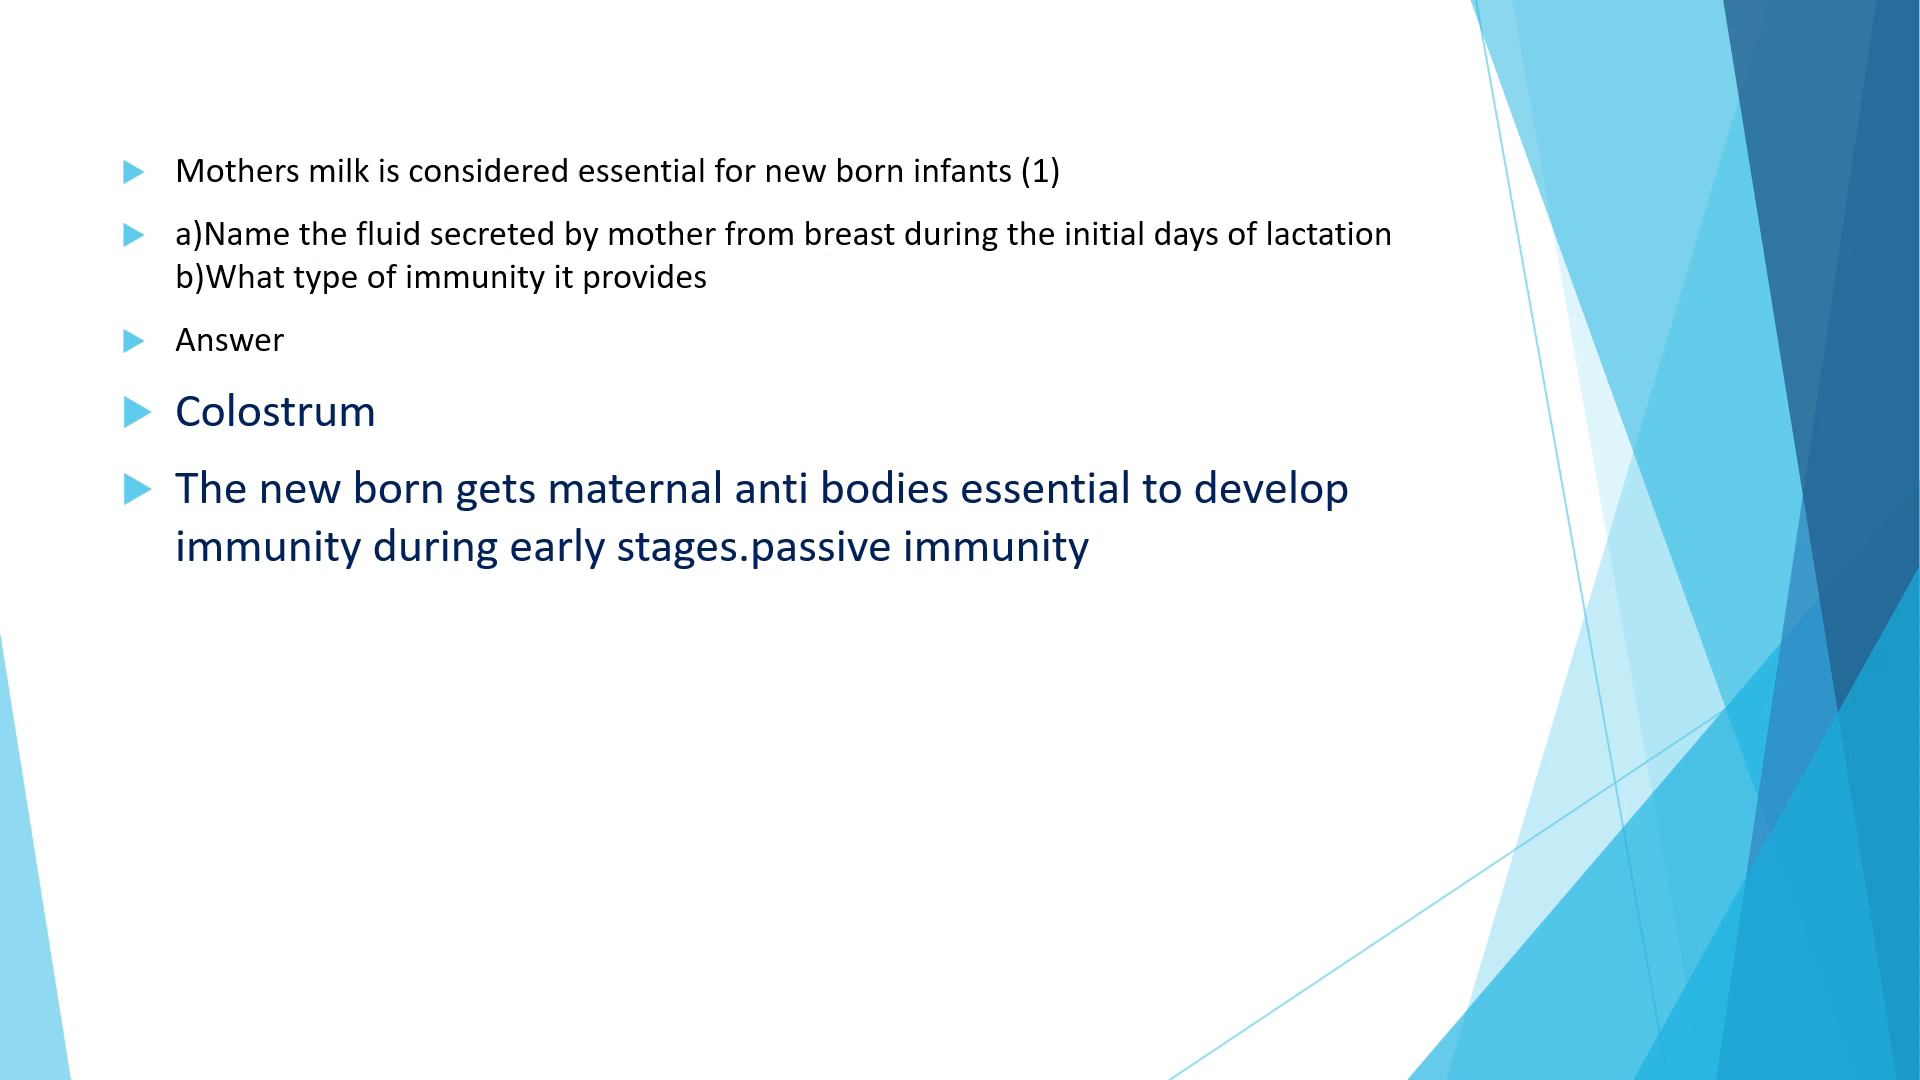 Mothers milk is considered essential for new born infants (1)
a)Name the fluid secreted by mother from breast during the initial days of lactation
b)What type of immunity it provides
Answer
Colostrum
The new born gets maternal anti bodies essential to develop
immunity during early stages.passive immunity